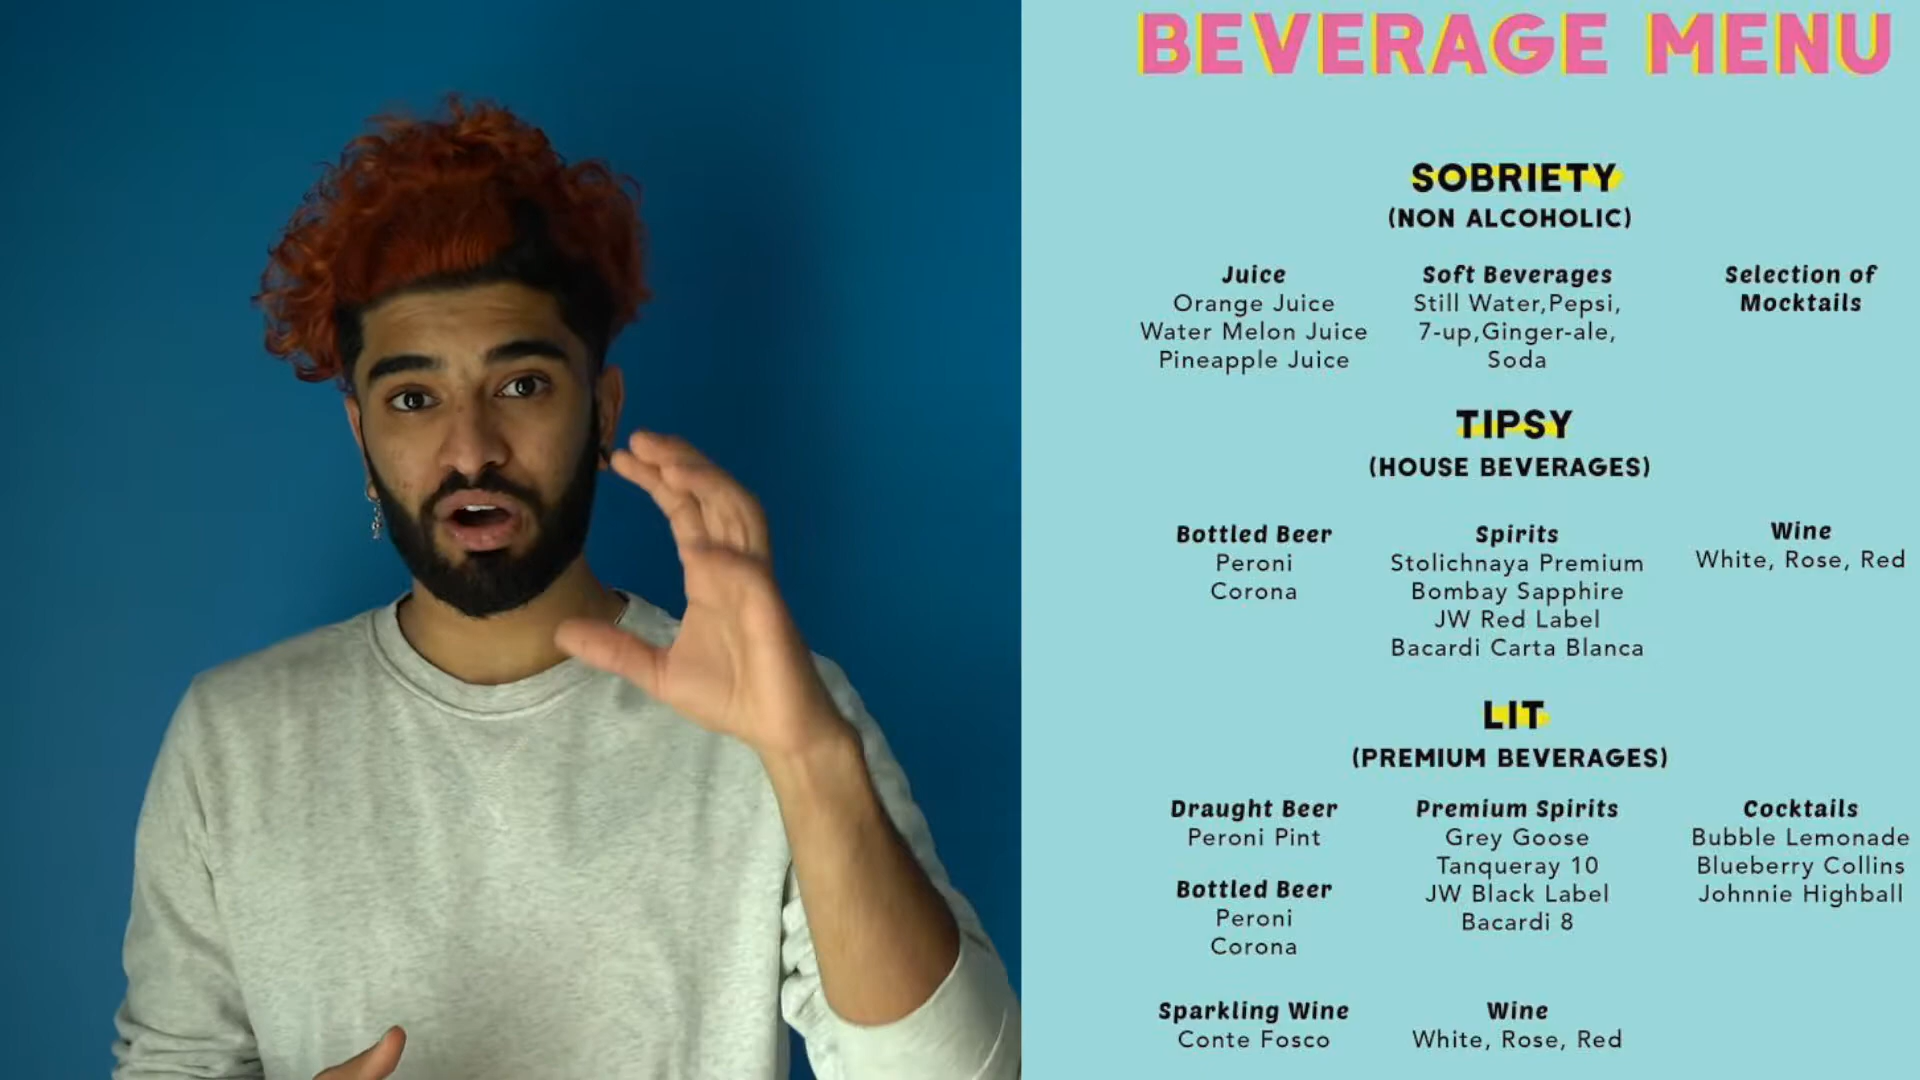 BEVERAGE MENU
SOBRIETY
(NON ALCOHOLIC)
Juice
Orange Juice
Water Melon Juice
Pineapple Juice
Soft Beverages
Still Water,Pepsi,
7-up,Ginger-ale,
Soda
Selection of
Mocktails
TIPSY
(HOUSE BEVERAGES)
Bottled Beer
Peroni
Corona
Spirits
Stolichnaya Premium
Bombay Sapphire
JW Red Label
Bacardi Carta Blanca
Wine
White, Rose, Red
LIT
(PREMIUM BEVERAGES)
Draught Beer
Peroni Pint
Bottled Beer
Peroni
Corona
Premium Spirits
Grey Goose
Tanqueray 10
JW Black Label
Bacardi 8
Cocktails
Bubble Lemonade
Blueberry Collins
Johnnie Highball
Sparkling Wine
Conte Fosco
Wine
White, Rose, Red